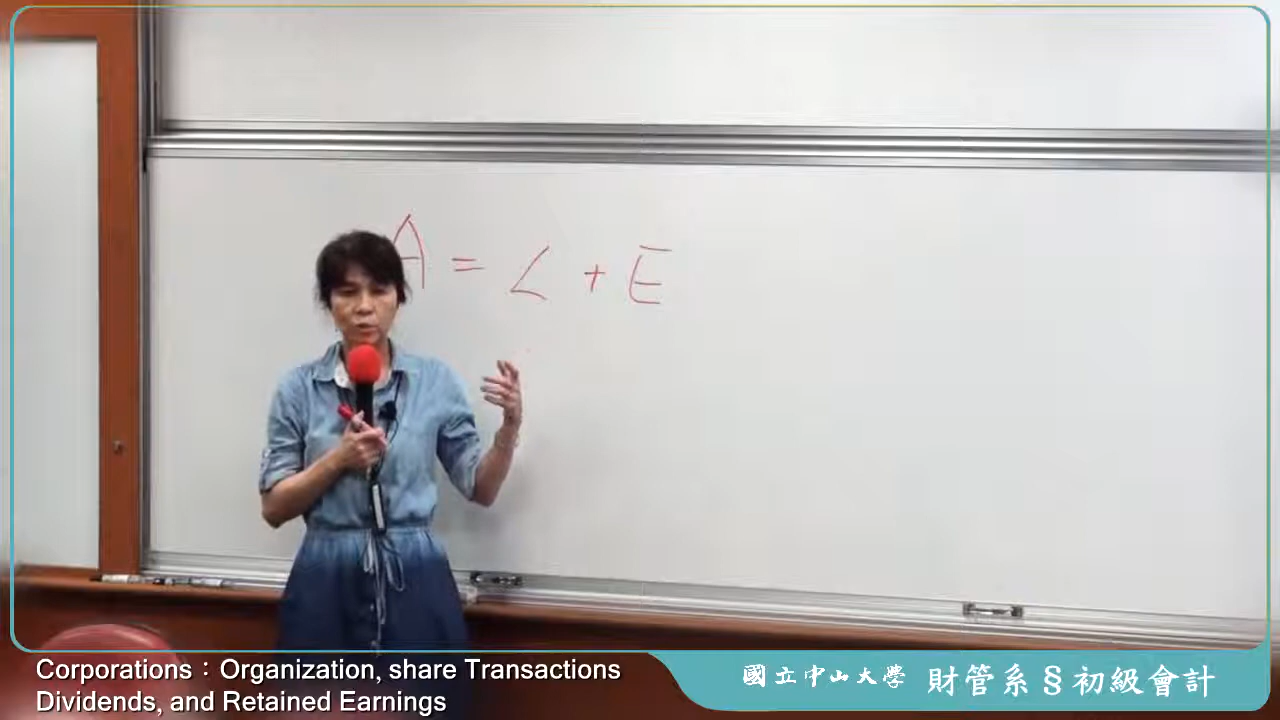 A = L + E
Corporations：Organization, share Transactions
Dividends, and Retained Earnings
國立中山大學 財管系§初級會計